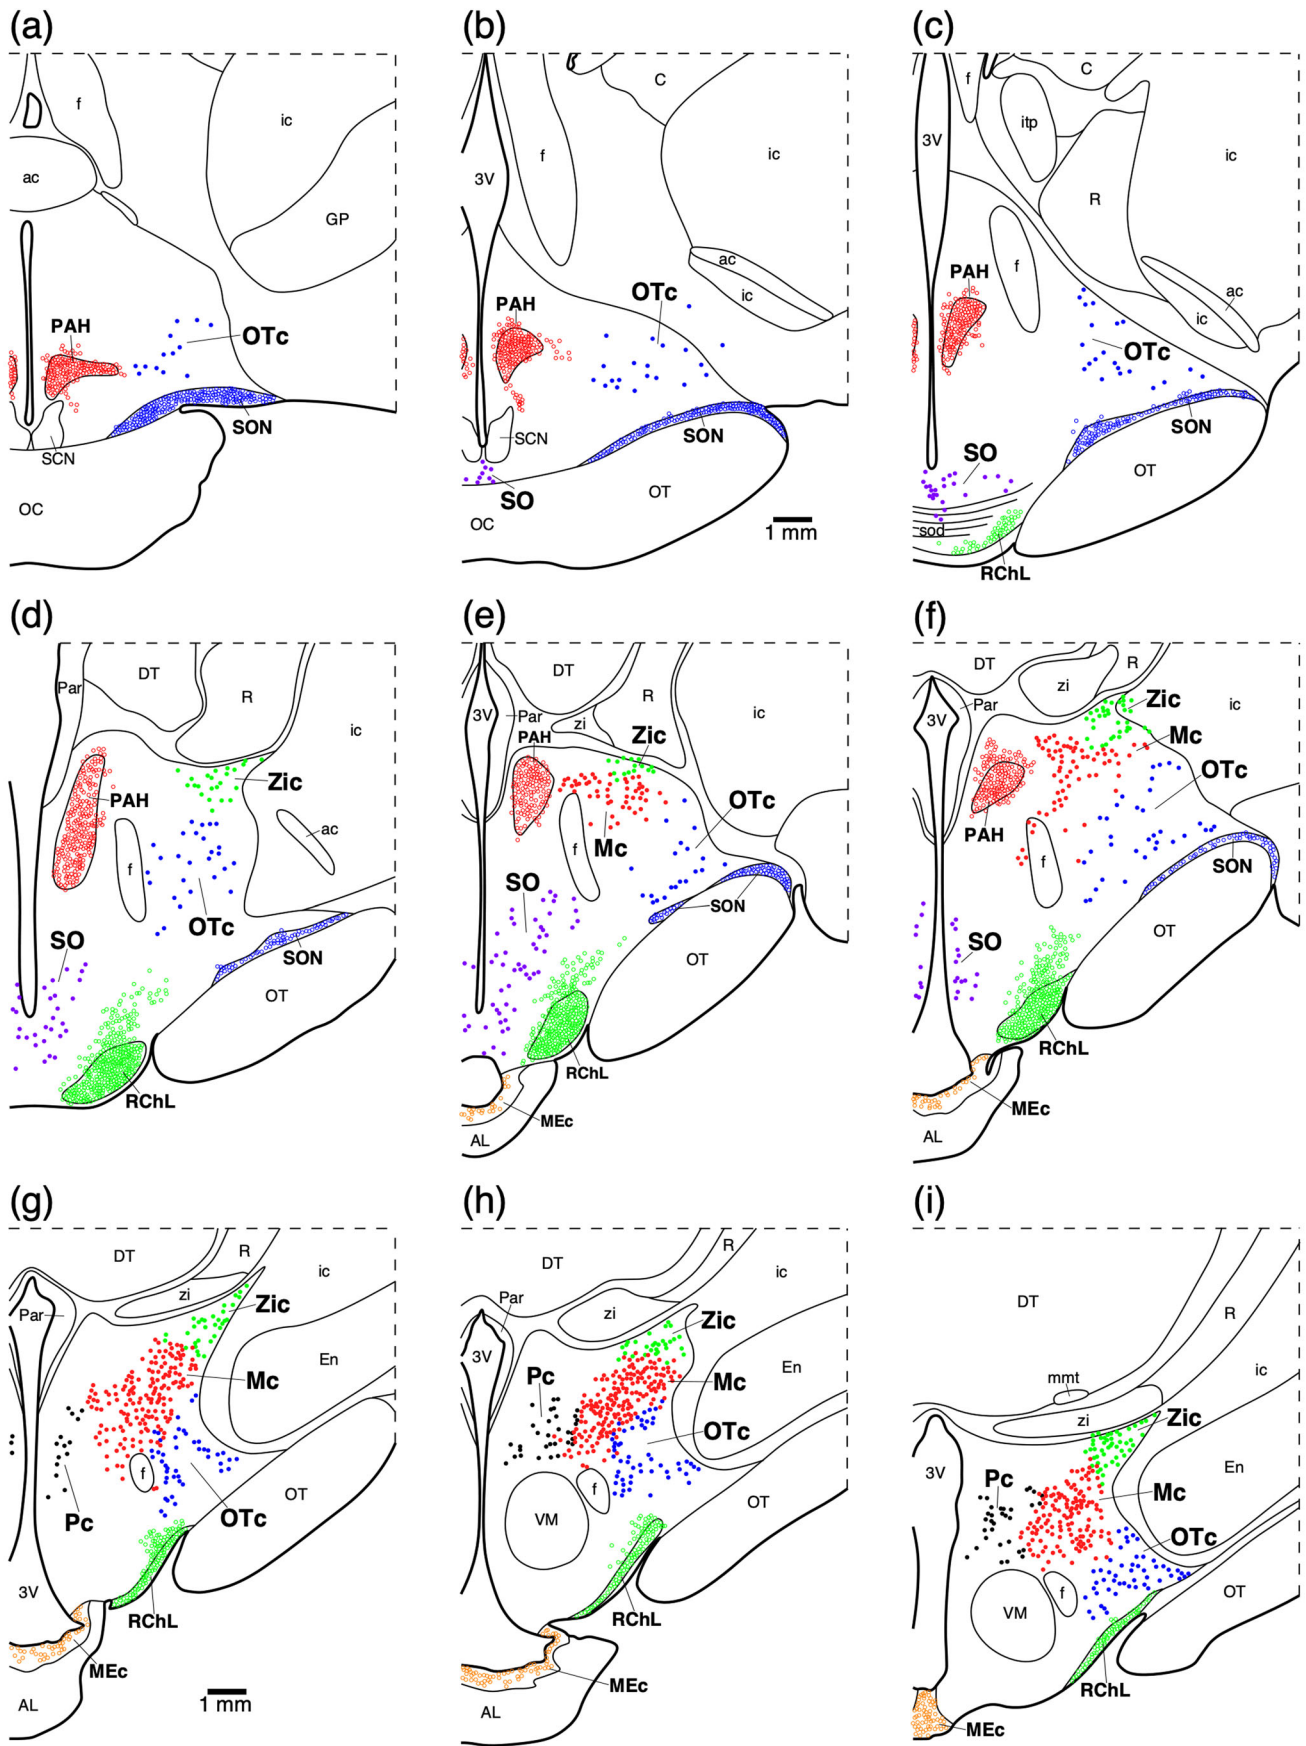 (a)
f
ic
ac
GP
PAH
OTc
SON
SCN
OC
(b)
C
f
ic
3V
ac
ic
OTc
PAH
SCN
SON
SO
OT
OC
1 mm
(c)
f
C
itp
3V
ic
R
PAH
f
ac
ic
OTc
SON
SO
OT
sod
RChL
(d)
DT
Par
R
ic
Zic
PAH
ac
f
OTc
SO
SON
OT
RChL
(e)
DT
R
3V
Par
zi
ic
PAH
Zic
OTc
f
Mc
SO
SON
OT
RChL
MEc
AL
(f)
DT
R
zi
Par
Zic
ic
3V
Mc
OTc
PAH
f
SON
SO
OT
RChL
MEc
AL
(g)
DT
R
ic
zi
Par
Zic
En
Mc
f
OT
Pc
OTc
3V
RChL
MEc
AL
1 mm
(h)
DT
R
ic
Par
zi
Zic
3V
En
Pc
Mc
OTc
f
OT
VM
RChL
MEc
AL
(i)
DT
R
mmt
ic
zi
Zic
3V
Pc
En
Mc
OTc
f
OT
VM
RChL
MEc